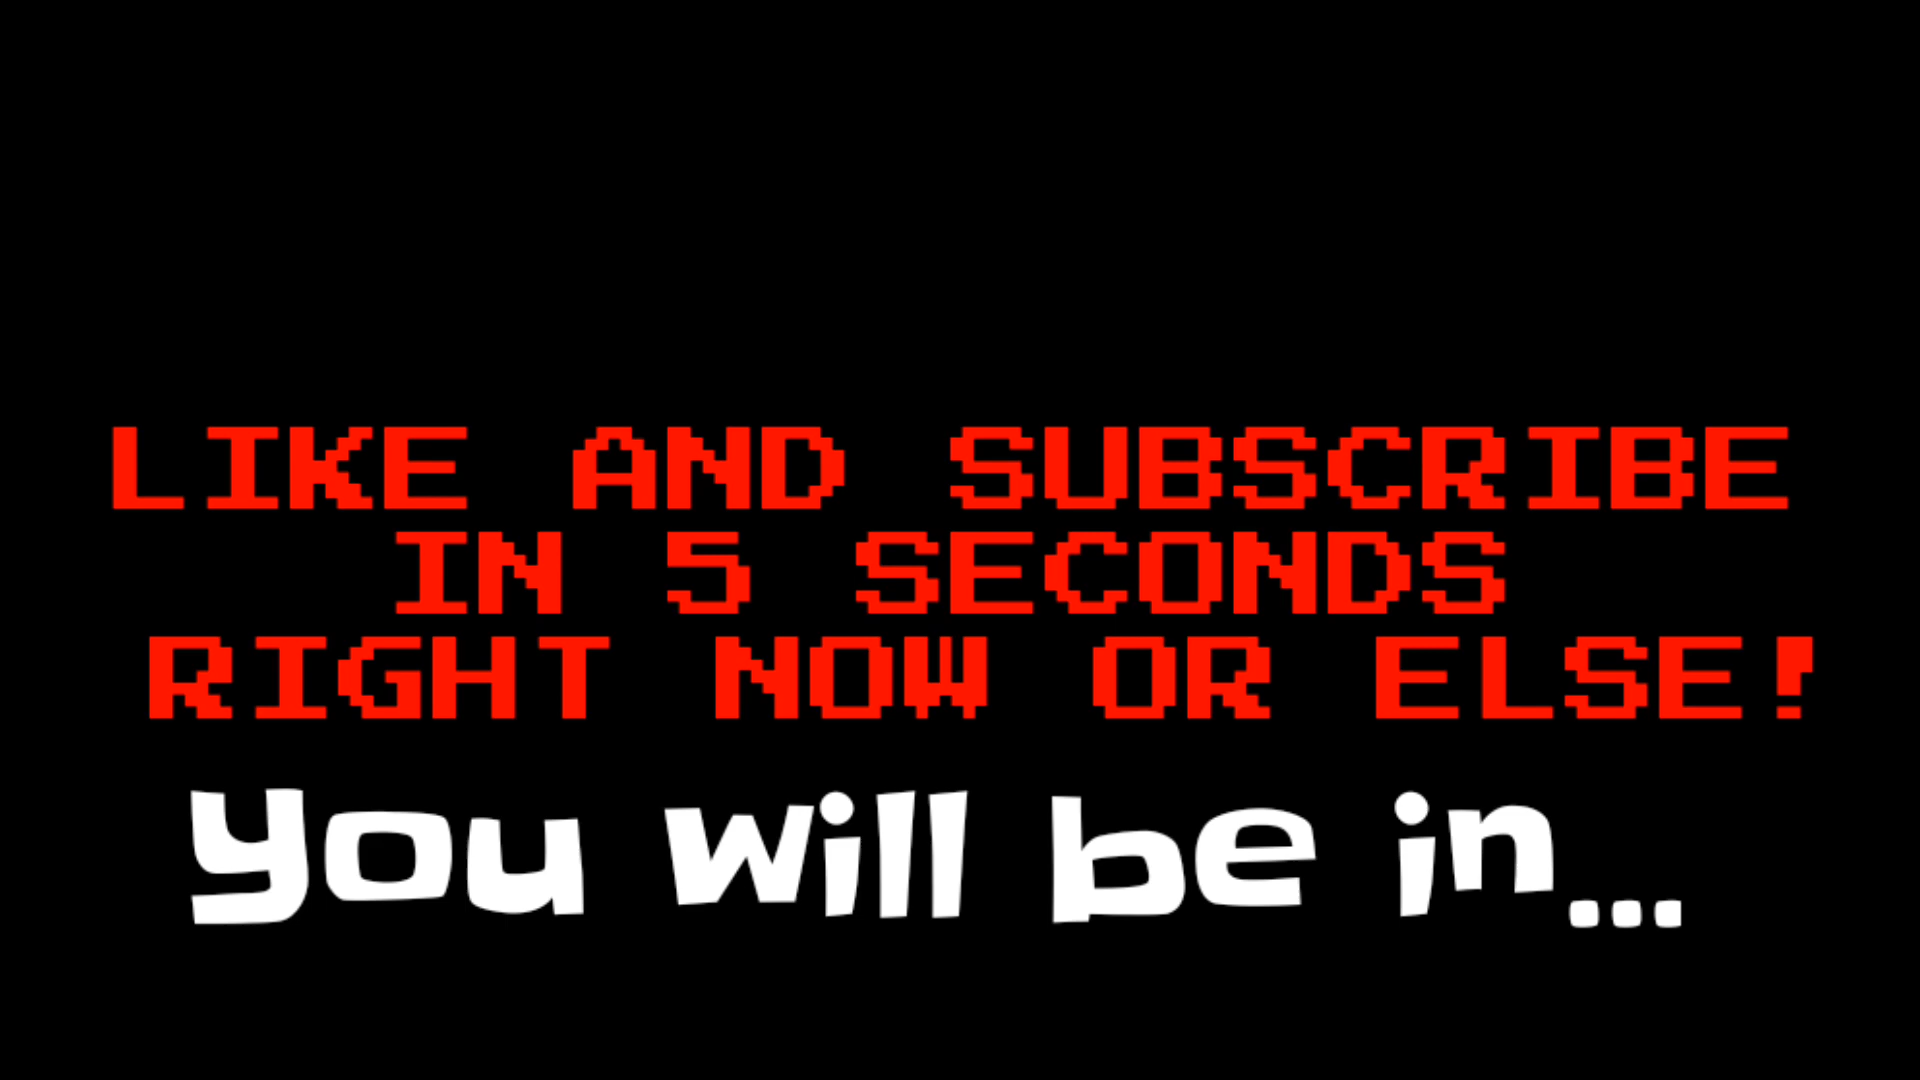 LIKE AND SUBSCRIBE
IN 5 SECONDS
RIGHT NOW OR ELSE!
you will be in...